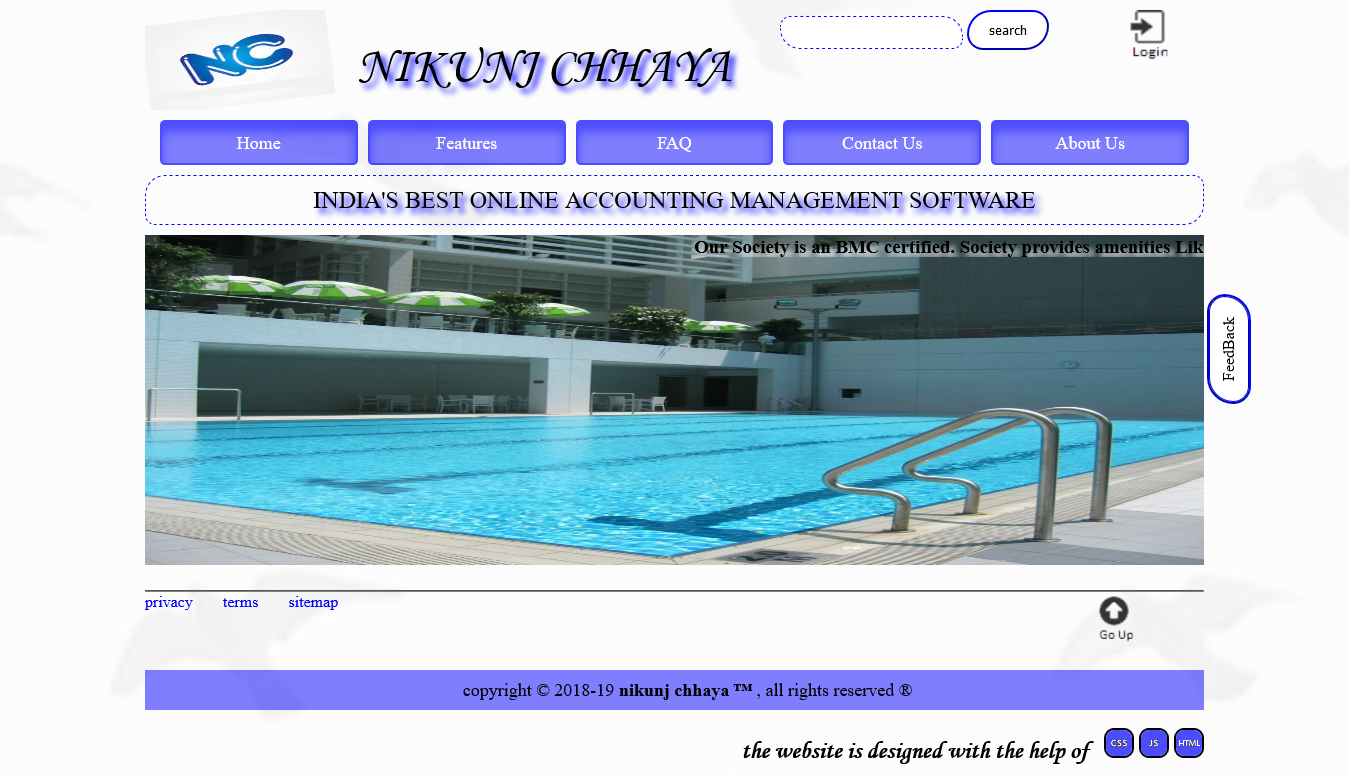 NC
NIKUNJ CHHAYA
search
Login
Home
Features
FAQ
Contact Us
About Us
INDIA'S BEST ONLINE ACCOUNTING MANAGEMENT SOFTWARE
Our Society is an BMC certified. Society provides amenities Lik
FeedBack
privacy
terms
sitemap
Go Up
copyright © 2018-19 nikunj chhaya ™ , all rights reserved ®
the website is designed with the help of
CSS
JS
HTML